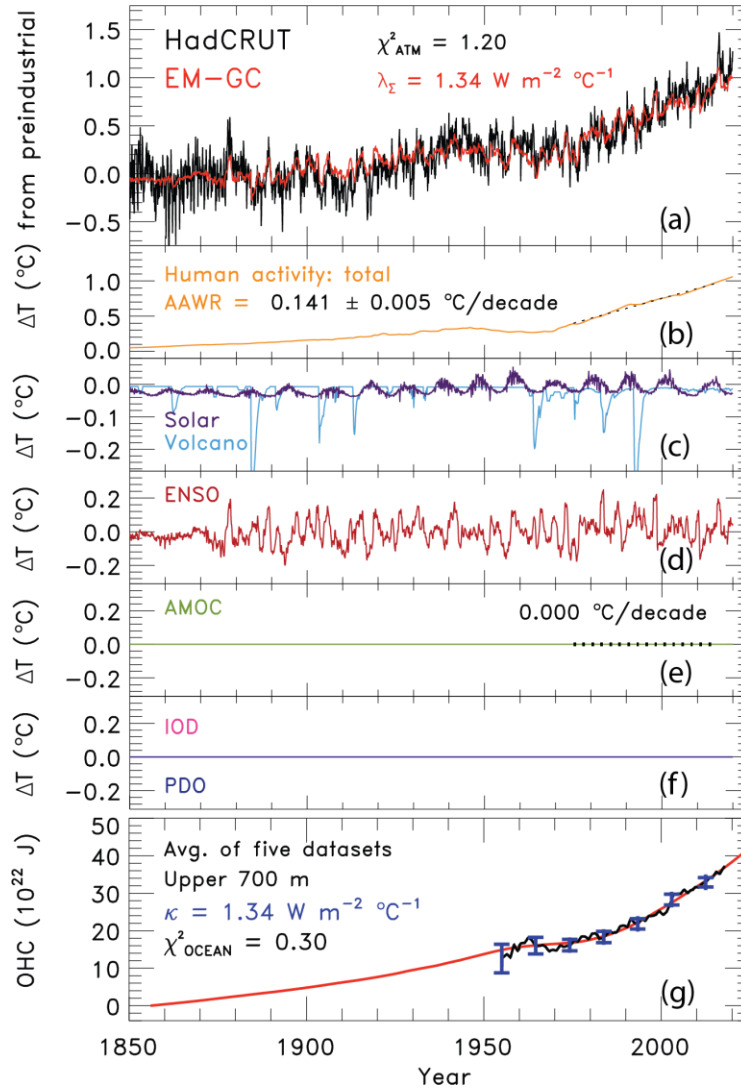 HadCRUT
χ²ATM = 1.20
EM−GC
λΣ = 1.34 W m⁻² °C⁻¹
1.5
1.0
0.5
0.0
−0.5
(a)
ΔT (°C) from preindustrial
Human activity: total
AAWR = 0.141 ± 0.005 °C/decade
1.0
0.5
0.0
(b)
ΔT (°C)
0.0
−0.1
−0.2
Solar
Volcano
(c)
ΔT (°C)
ENSO
0.2
0.0
−0.2
(d)
ΔT (°C)
AMOC
0.000 °C/decade
0.2
0.0
−0.2
(e)
ΔT (°C)
IOD
0.2
0.0
−0.2
PDO
(f)
OHC (10²² J)
50
40
30
20
10
0
Avg. of five datasets
Upper 700 m
κ = 1.34 W m⁻² °C⁻¹
χ²OCEAN = 0.30
(g)
1850 1900 1950 2000
Year